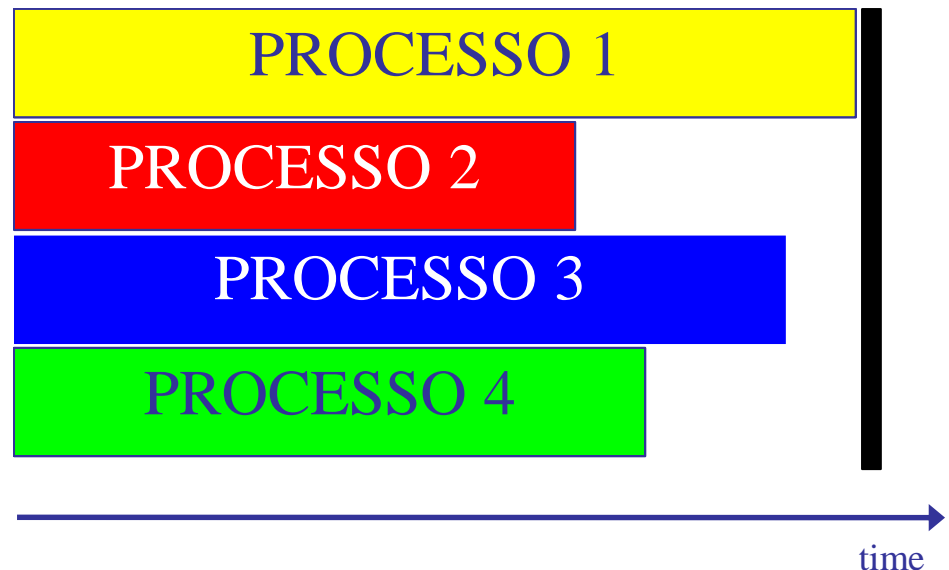 PROCESSO 1
PROCESSO 2
PROCESSO 3
PROCESSO 4
time